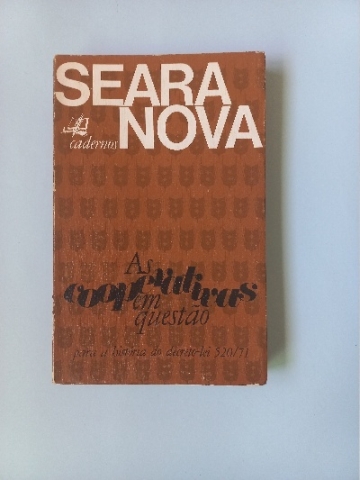 SEARA
NOVA
cadernos
As
cooperativas
em
questão
para a história do decreto-lei 520/71